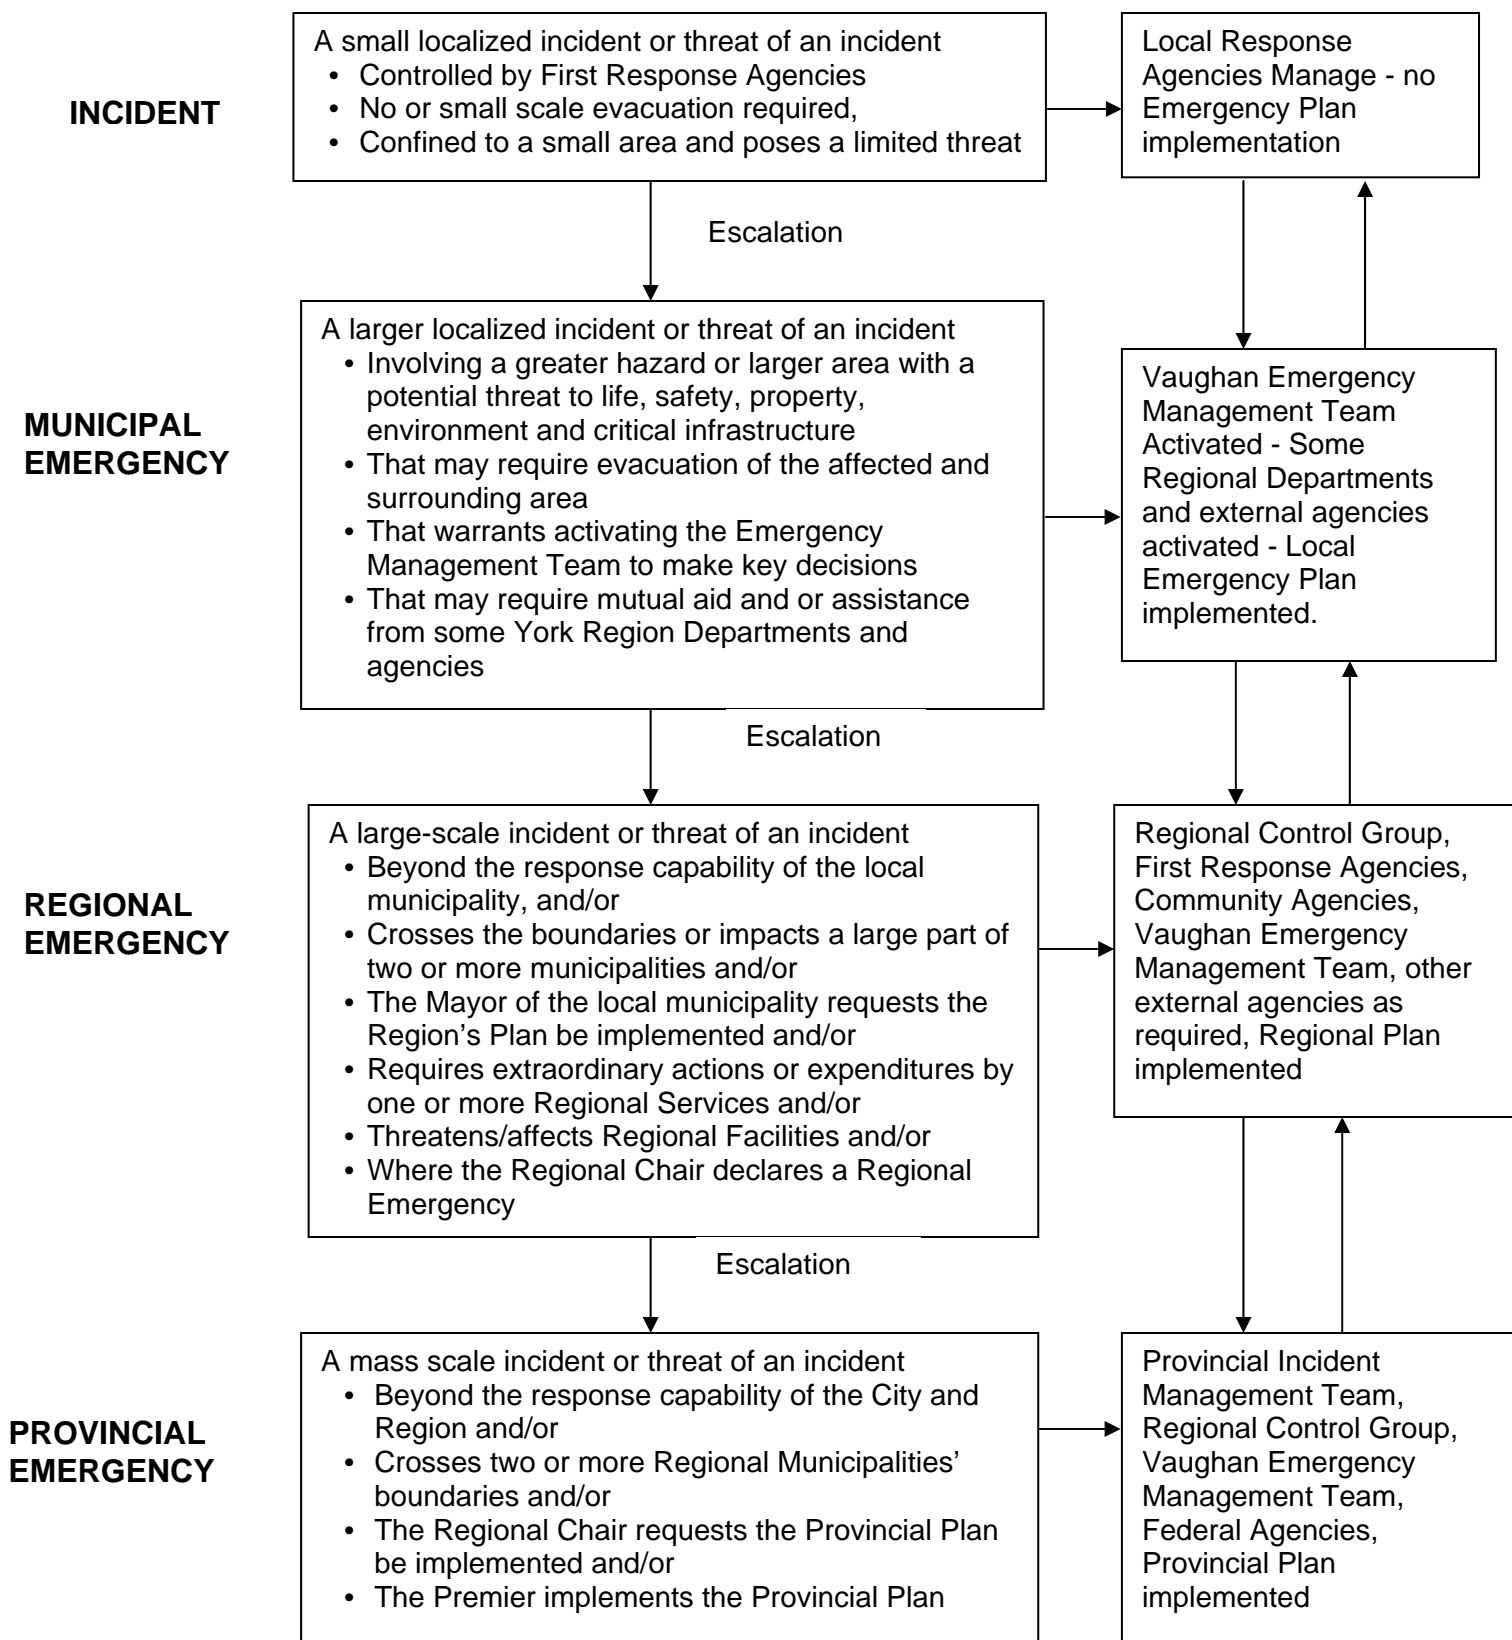 INCIDENT
A small localized incident or threat of an incident
• Controlled by First Response Agencies
• No or small scale evacuation required,
• Confined to a small area and poses a limited threat
Local Response
Agencies Manage - no
Emergency Plan
implementation
Escalation
MUNICIPAL
EMERGENCY
A larger localized incident or threat of an incident
• Involving a greater hazard or larger area with a
potential threat to life, safety, property,
environment and critical infrastructure
• That may require evacuation of the affected and
surrounding area
• That warrants activating the Emergency
Management Team to make key decisions
• That may require mutual aid and or assistance
from some York Region Departments and
agencies
Vaughan Emergency
Management Team
Activated - Some
Regional Departments
and external agencies
activated - Local
Emergency Plan
implemented.
Escalation
REGIONAL
EMERGENCY
A large-scale incident or threat of an incident
• Beyond the response capability of the local
municipality, and/or
• Crosses the boundaries or impacts a large part of
two or more municipalities and/or
• The Mayor of the local municipality requests the
Region’s Plan be implemented and/or
• Requires extraordinary actions or expenditures by
one or more Regional Services and/or
• Threatens/affects Regional Facilities and/or
• Where the Regional Chair declares a Regional
Emergency
Regional Control Group,
First Response Agencies,
Community Agencies,
Vaughan Emergency
Management Team, other
external agencies as
required, Regional Plan
implemented
Escalation
PROVINCIAL
EMERGENCY
A mass scale incident or threat of an incident
• Beyond the response capability of the City and
Region and/or
• Crosses two or more Regional Municipalities’
boundaries and/or
• The Regional Chair requests the Provincial Plan
be implemented and/or
• The Premier implements the Provincial Plan
Provincial Incident
Management Team,
Regional Control Group,
Vaughan Emergency
Management Team,
Federal Agencies,
Provincial Plan
implemented